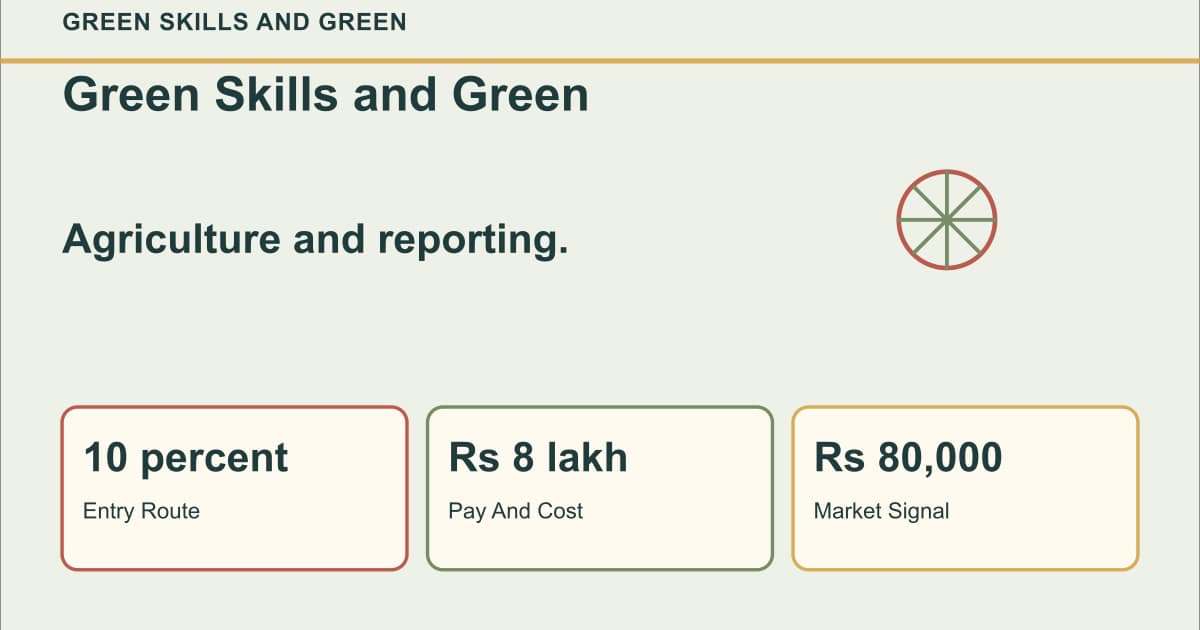 GREEN SKILLS AND GREEN
Green Skills and Green
Agriculture and reporting.
10 percent
Entry Route
Rs 8 lakh
Pay And Cost
Rs 80,000
Market Signal